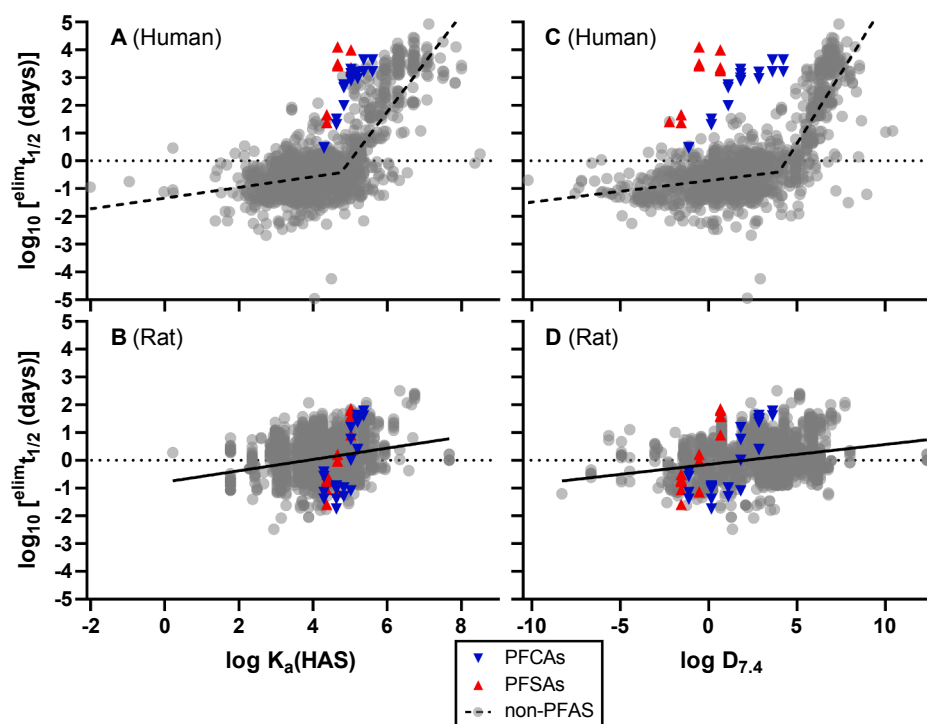 A (Human)
C (Human)
5
4
3
2
1
0
-1
-2
-3
-4
-5
log10 [elimt1/2 (days)]
B (Rat)
D (Rat)
5
4
3
2
1
0
-1
-2
-3
-4
-5
log10 [elimt1/2 (days)]
-2 0 2 4 6 8 -10 -5 0 5 10
log Ka(HAS)
log D7.4
PFCAs
PFSAs
non-PFAS